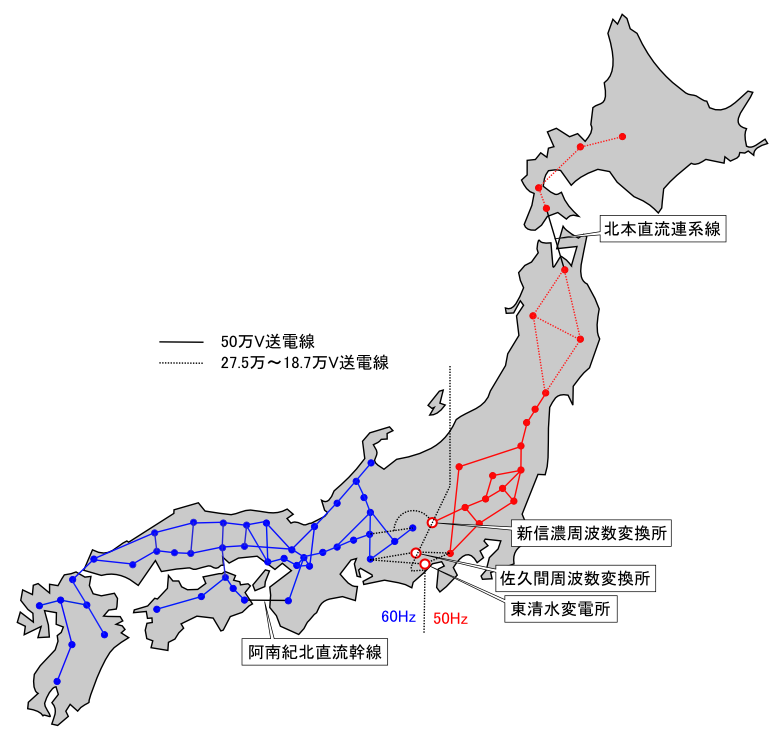 北本直流連系線
50万V送電線
27.5万～18.7万V送電線
新信濃周波数変換所
佐久間周波数変換所
東清水変電所
60Hz
50Hz
阿南紀北直流幹線